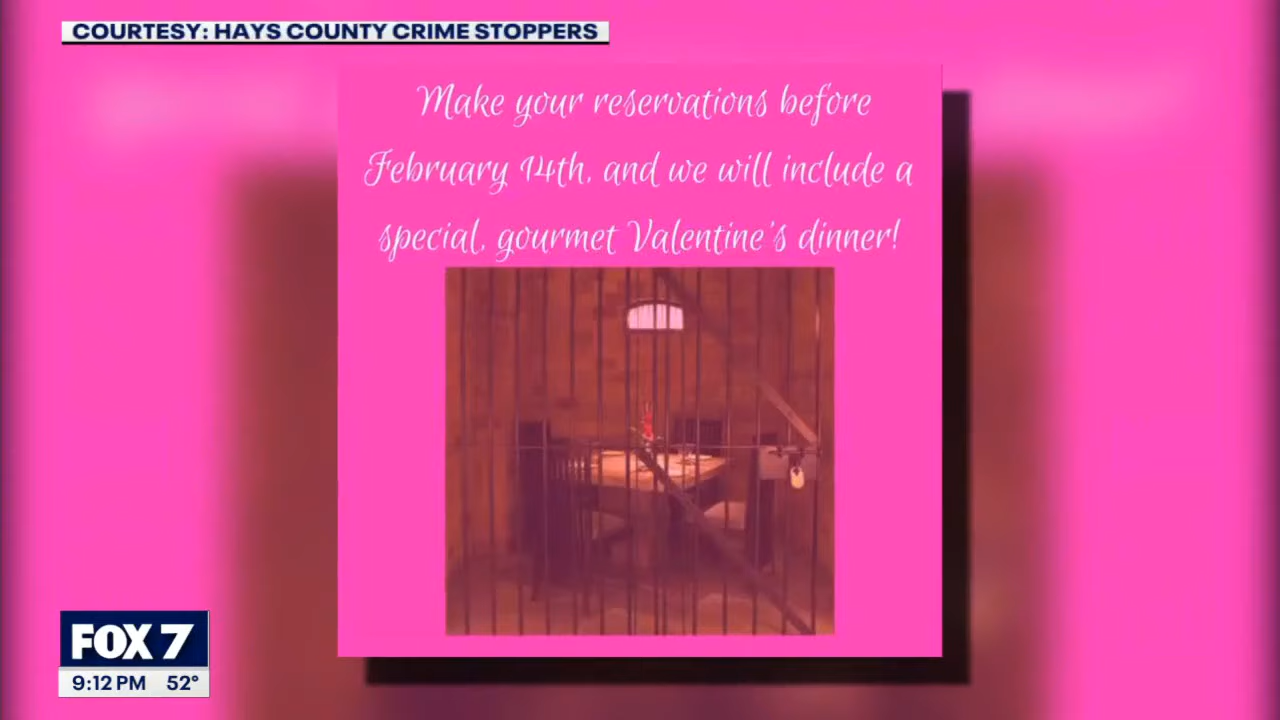 COURTESY: HAYS COUNTY CRIME STOPPERS
Make your reservations before
February 14th, and we will include a
special, gourmet Valentine's dinner!
FOX 7
9:12 PM 52°